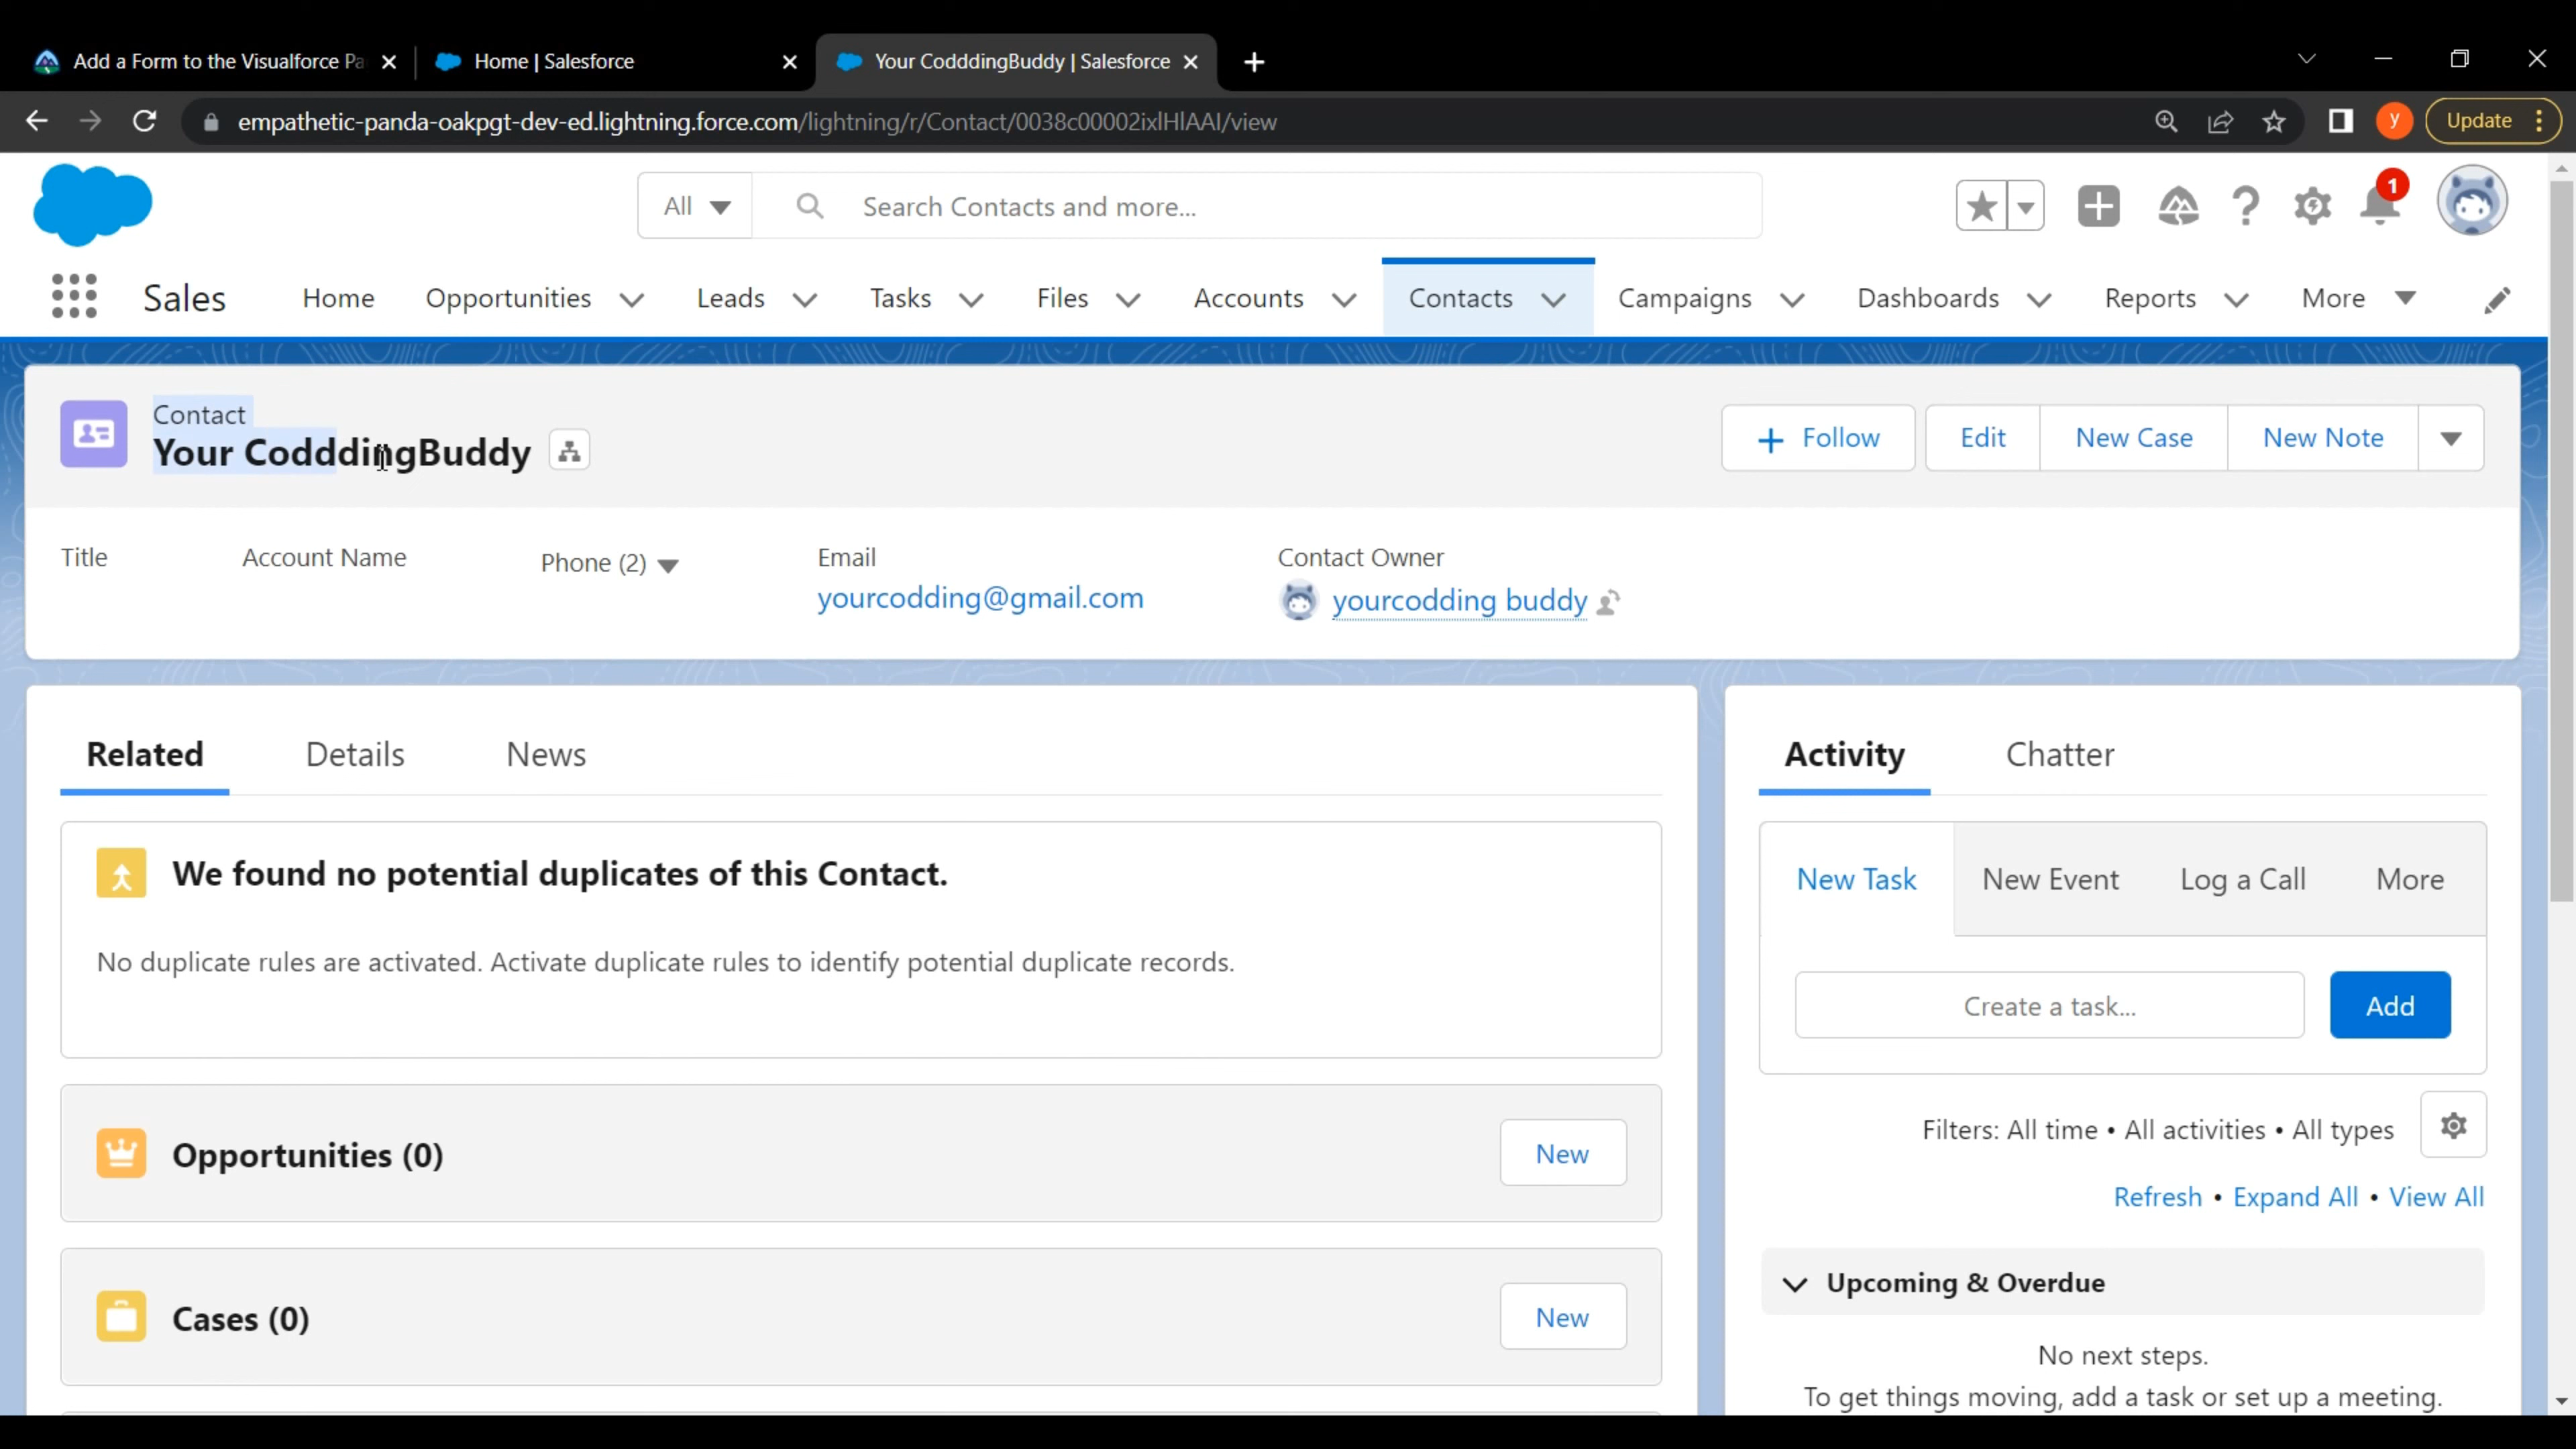 Add a Form to the Visualforce Pa
Home | Salesforce
Your CodddingBuddy | Salesforce
empathetic-panda-oakpgt-dev-ed.lightning.force.com/lightning/r/Contact/0038c00002ixlHlAAI/view
y
Update
All
Search Contacts and more...
1
Sales
Home
Opportunities
Leads
Tasks
Files
Accounts
Contacts
Campaigns
Dashboards
Reports
More
Contact
Your CodddingBuddy
Follow
Edit
New Case
New Note
Title
Account Name
Phone (2)
Email
yourcodding@gmail.com
Contact Owner
yourcodding buddy
Related
Details
News
We found no potential duplicates of this Contact.
No duplicate rules are activated. Activate duplicate rules to identify potential duplicate records.
Opportunities (0)
New
Cases (0)
New
Activity
Chatter
New Task
New Event
Log a Call
More
Create a task...
Add
Filters: All time • All activities • All types
Refresh • Expand All • View All
Upcoming & Overdue
No next steps.
To get things moving, add a task or set up a meeting.